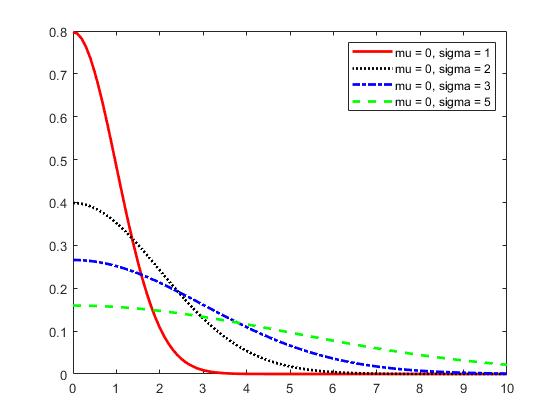 0.8
0.7
0.6
0.5
0.4
0.3
0.2
0.1
0
0 1 2 3 4 5 6 7 8 9 10
mu = 0, sigma = 1
mu = 0, sigma = 2
mu = 0, sigma = 3
mu = 0, sigma = 5